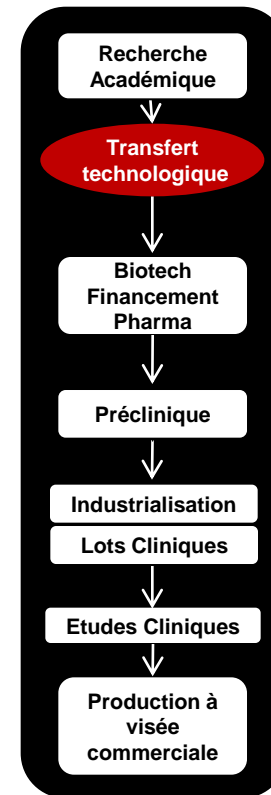 Recherche
Académique
Transfert
technologique
Biotech
Financement
Pharma
Préclinique
Industrialisation
Lots Cliniques
Etudes Cliniques
Production à
visée
commerciale